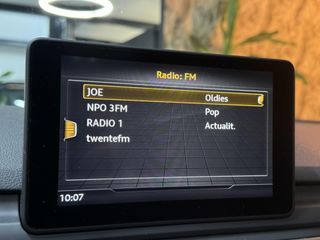 Radio: FM
JOE Oldies
NPO 3FM Pop
RADIO 1 Actualit.
twentefm
10:07